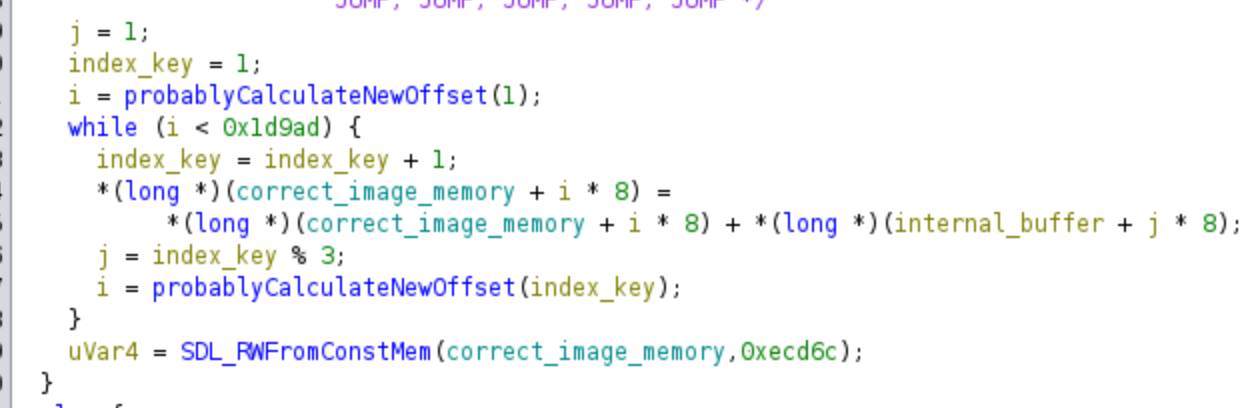 JUMP, JUMP, JUMP, JUMP, JUMP */
j = 1;
index_key = 1;
i = probablyCalculateNewOffset(1);
while (i < 0x1d9ad) {
index_key = index_key + 1;
*(long *)(correct_image_memory + i * 8) =
*(long *)(correct_image_memory + i * 8) + *(long *)(internal_buffer + j * 8);
j = index_key % 3;
i = probablyCalculateNewOffset(index_key);
}
uVar4 = SDL_RWFromConstMem(correct_image_memory,0xecd6c);
}